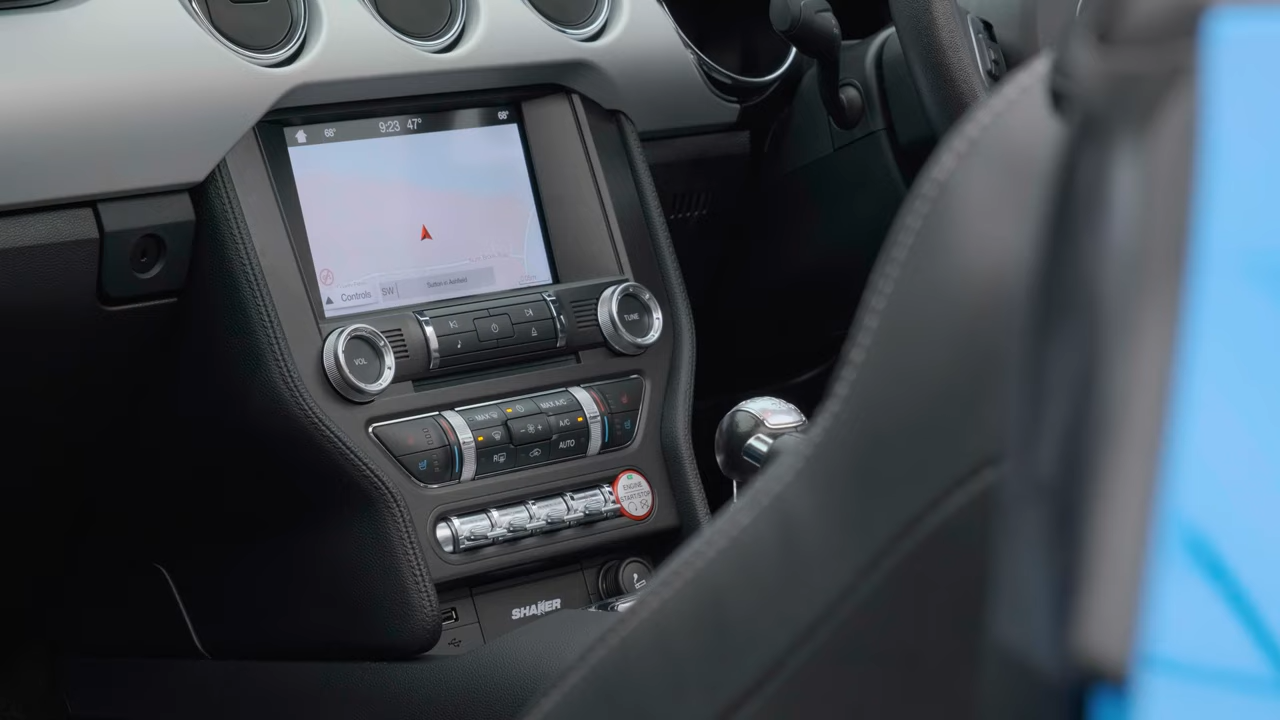 68° 9:23 47° 68°
Controls SW
VOL
TUNE
MAX MAX A/C
A/C
R AUTO
ENGINE
START/STOP
SHAKER